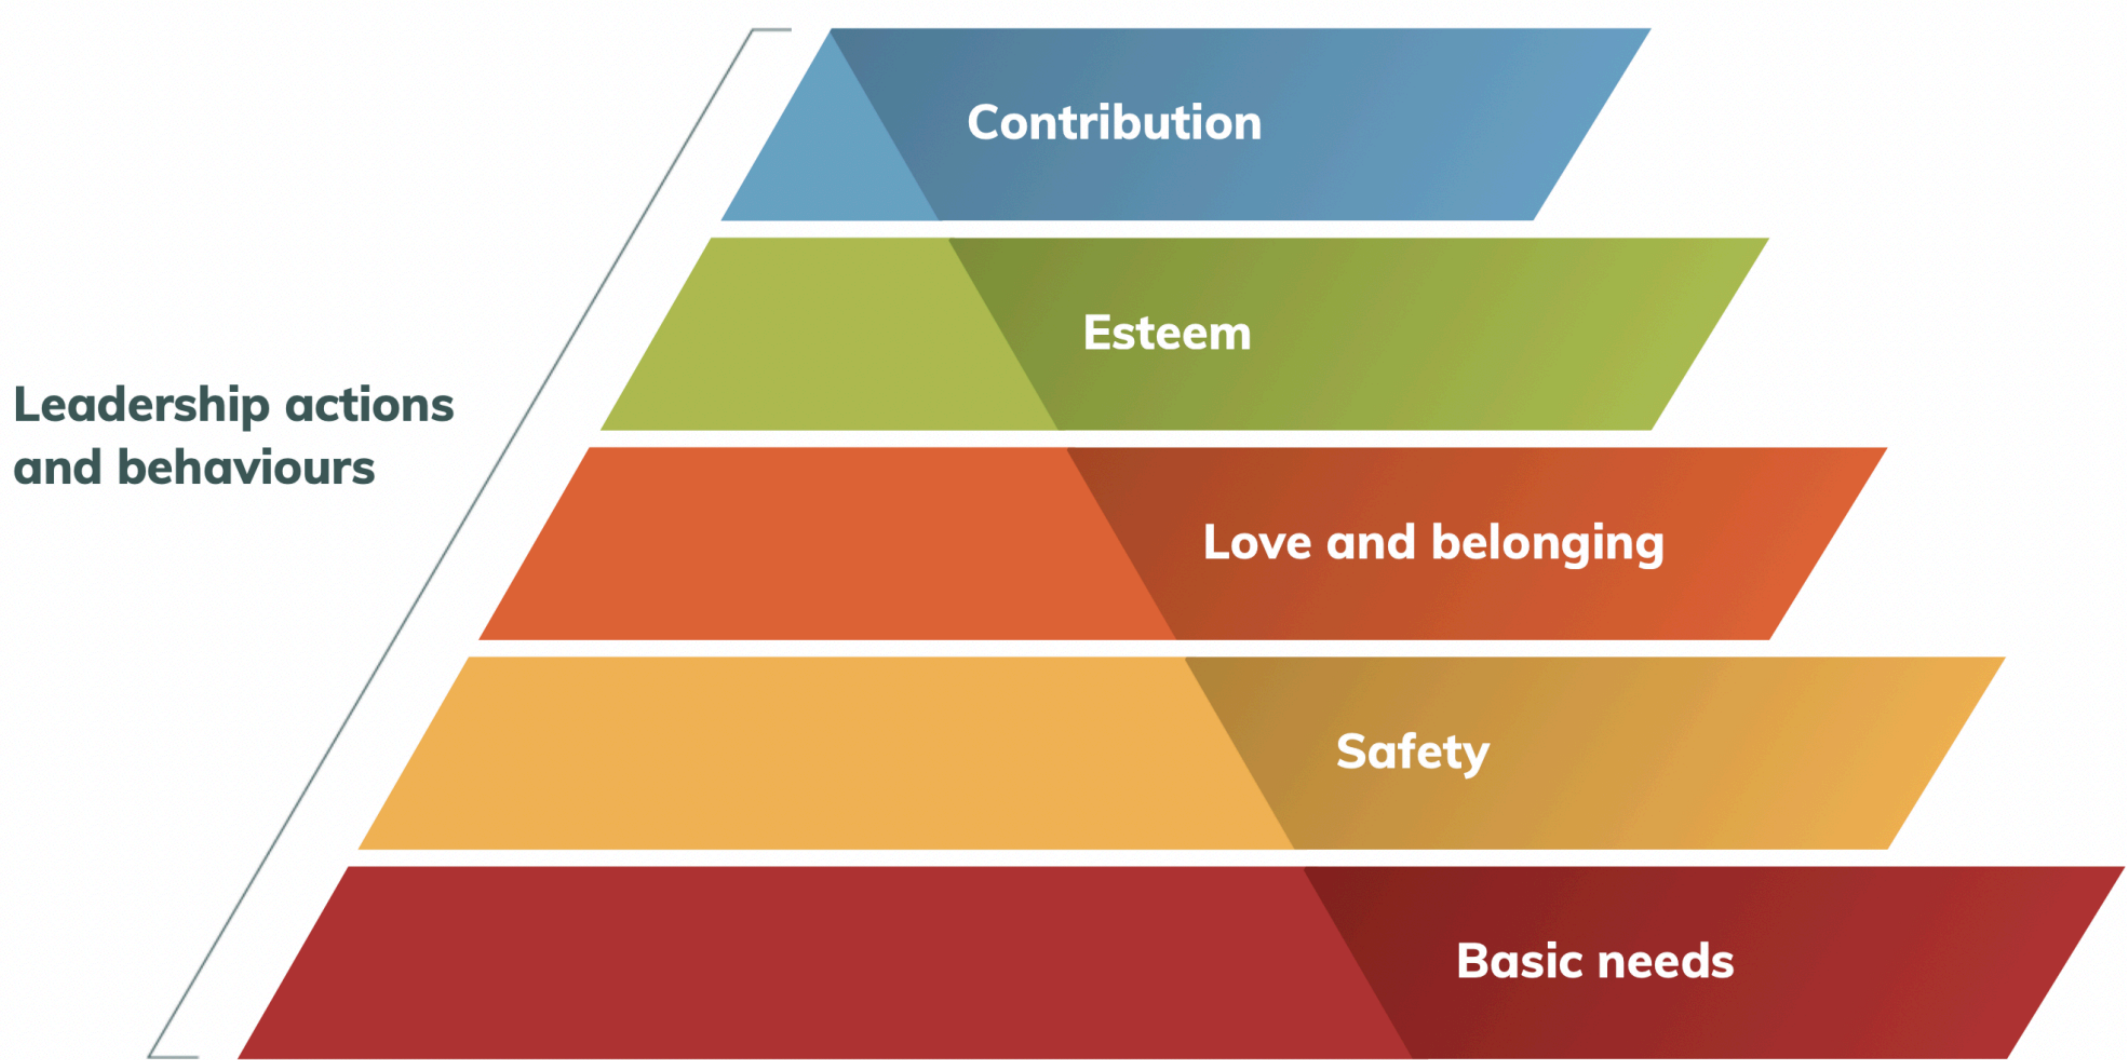 Contribution
Esteem
Leadership actions
and behaviours
Love and belonging
Safety
Basic needs